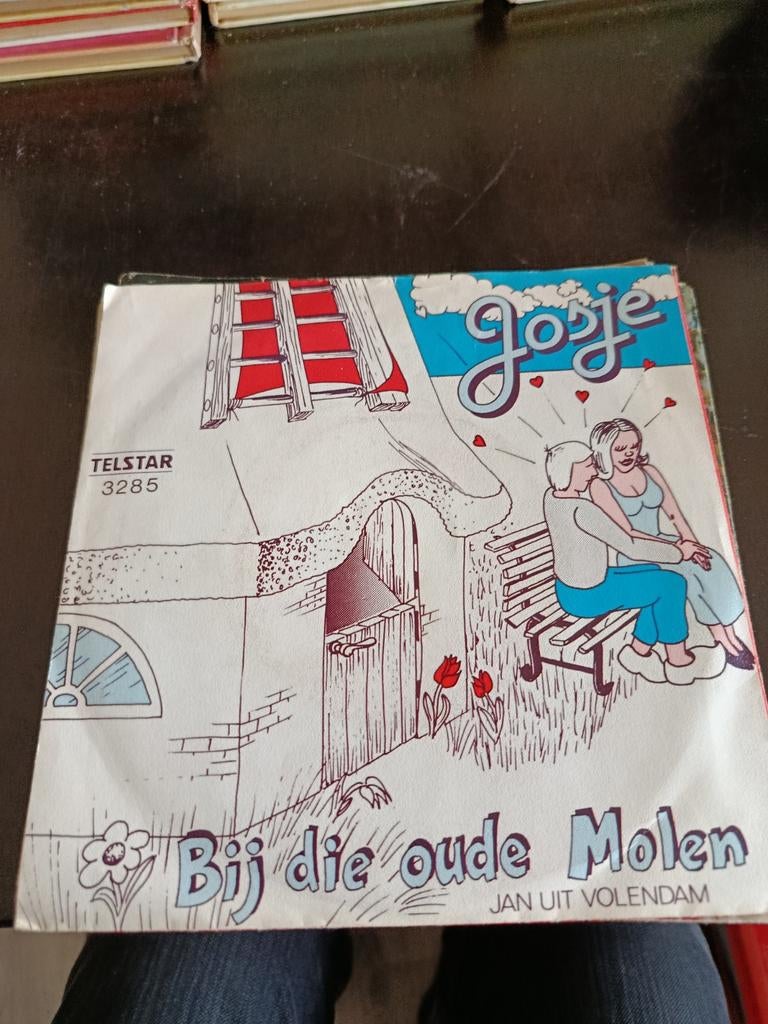 Josje
TELSTAR
3285
Bij die oude Molen
JAN UIT VOLENDAM